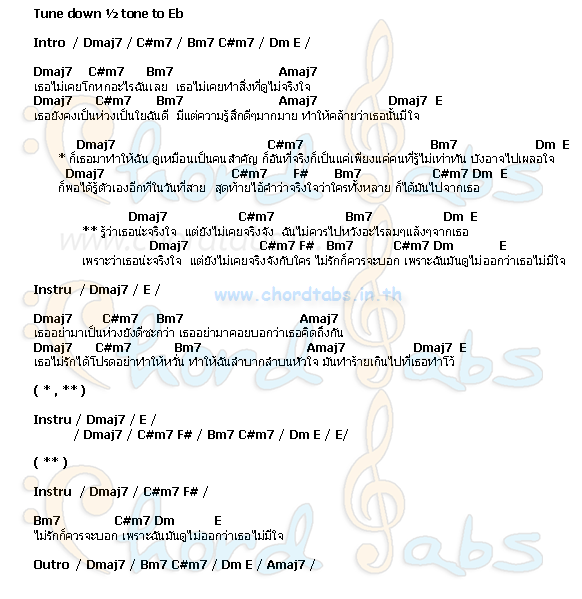 Tune down ½ tone to Eb
Intro / Dmaj7 / C#m7 / Bm7 C#m7 / Dm E /
Dmaj7 C#m7 Bm7 Amaj7
เธอไม่เคยโกหกอะไรฉันเลย เธอไม่เคยทำสิ่งที่ดูไม่จริงใจ
Dmaj7 C#m7 Bm7 Amaj7 Dmaj7 E
เธอยังคงเป็นห่วงเป็นใยฉันดี มีแต่ความรู้สึกดีๆมากมาย ทำให้คล้ายว่าเธอนั้นมีใจ
Dmaj7 C#m7 Bm7 Dm E
* ก็เธอมาทำให้ฉัน ดูเหมือนเป็นคนสำคัญ ก็อันที่จริงก็เป็นแค่เพียงแค่คนที่รู้ไม่เท่าทัน บังอาจไปเผลอใจ
Dmaj7 C#m7 F# Bm7 C#m7 Dm E
ก็พอได้รู้ตัวเองอีกทีในวันที่สาย สุดท้ายไอ้คำว่าจริงใจว่าใครทั้งหลาย ก็ได้มันไปจากเธอ
Dmaj7 C#m7 Bm7 Dm E
** รู้ว่าเธอน่ะจริงใจ แต่ยังไม่เคยจริงจัง ฉันไม่ควรไปหวังอะไรลมๆแล้งๆจากเธอ
Dmaj7 C#m7 F# Bm7 C#m7 Dm E
เพราะว่าเธอน่ะจริงใจ แต่ยังไม่เคยจริงจังกับใคร ไม่รักก็ควรจะบอก เพราะฉันมันดูไม่ออกว่าเธอไม่มีใจ
Instru / Dmaj7 / E /
www.chordtabs.in.th
Dmaj7 C#m7 Bm7 Amaj7
เธออย่ามาเป็นห่วงยังดีซะกว่า เธออย่ามาคอยบอกว่าเธอคิดถึงกัน
Dmaj7 C#m7 Bm7 Amaj7 Dmaj7 E
เธอไม่รักได้โปรดอย่าทำให้หวั่น ทำให้ฉันลำบากลำบนหัวใจ มันทำร้ายเกินไปที่เธอทำไว้
( * , ** )
Instru / Dmaj7 / E /
/ Dmaj7 / C#m7 F# / Bm7 C#m7 / Dm E / E/
( ** )
Instru / Dmaj7 / C#m7 F# /
Bm7 C#m7 Dm E
ไม่รักก็ควรจะบอก เพราะฉันมันดูไม่ออกว่าเธอไม่มีใจ
Outro / Dmaj7 / Bm7 C#m7 / Dm E / Amaj7 /